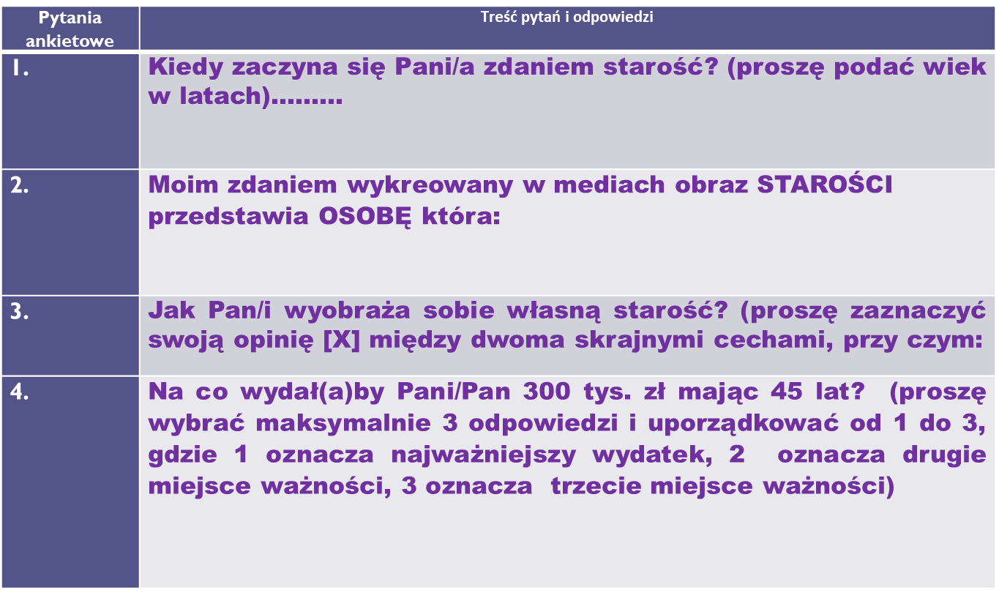 Pytania
ankietowe
Treść pytań i odpowiedzi
1.
Kiedy zaczyna się Pani/a zdaniem starość? (proszę podać wiek
w latach).........
2.
Moim zdaniem wykreowany w mediach obraz STAROŚCI
przedstawia OSOBĘ która:
3.
Jak Pan/i wyobraża sobie własną starość? (proszę zaznaczyć
swoją opinię [X] między dwoma skrajnymi cechami, przy czym:
4.
Na co wydał(a)by Pani/Pan 300 tys. zł mając 45 lat? (proszę
wybrać maksymalnie 3 odpowiedzi i uporządkować od 1 do 3,
gdzie 1 oznacza najważniejszy wydatek, 2 oznacza drugie
miejsce ważności, 3 oznacza trzecie miejsce ważności)